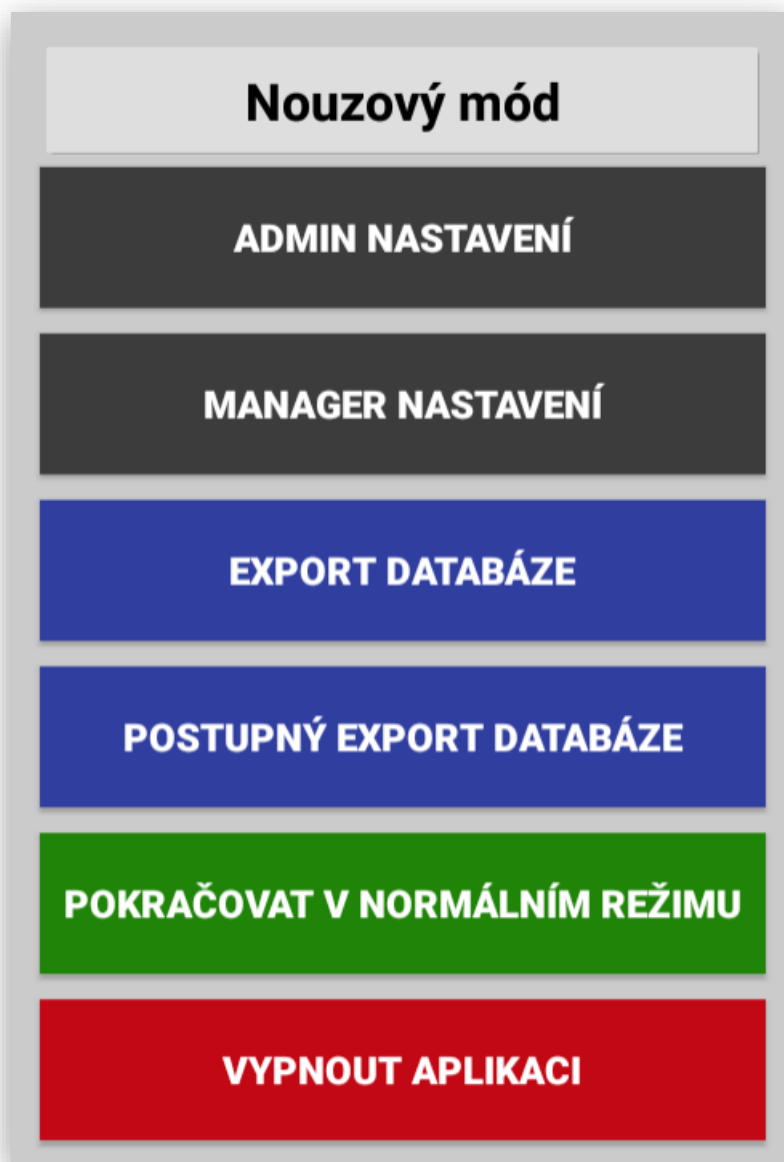 Nouzový mód
ADMIN NASTAVENÍ
MANAGER NASTAVENÍ
EXPORT DATABÁZE
POSTUPNÝ EXPORT DATABÁZE
POKRAČOVAT V NORMÁLNÍM REŽIMU
VYPNOUT APLIKACI